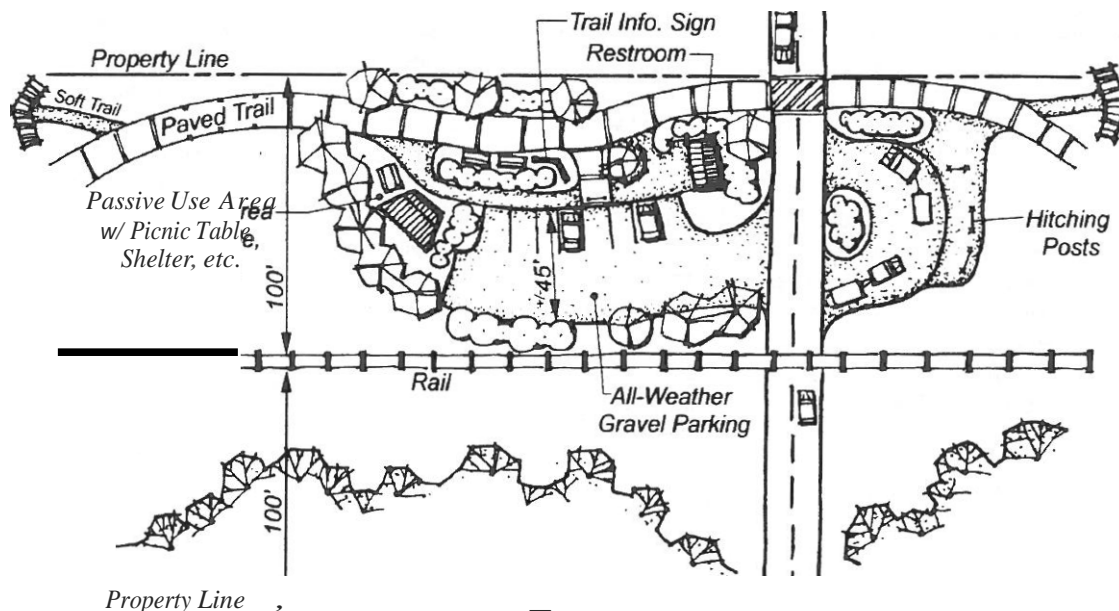 Trail Info. Sign
Restroom
Property Line
Soft Trail
Paved Trail
Passive Use Area
w/ Picnic Table
Shelter, etc.
rea
e,
Hitching
Posts
100'
+/-45'
Rail
All-Weather
Gravel Parking
100'
Property Line ,